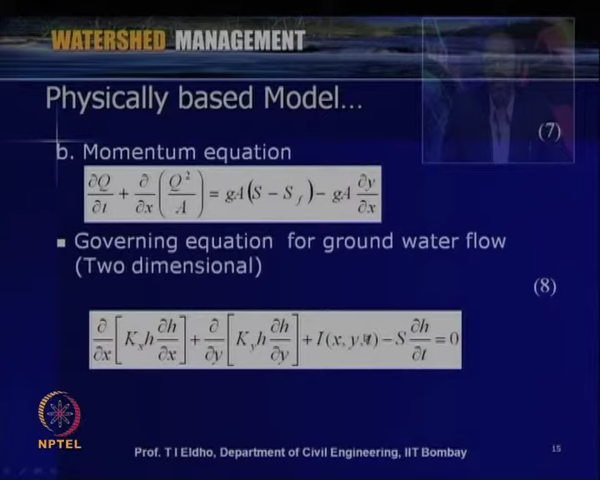 WATERSHED MANAGEMENT
Physically based Model...
(7)
b. Momentum equation
∂Q/∂t + ∂/∂x (Q²/A) = gA(S − S_f) − gA ∂y/∂x
▪ Governing equation for ground water flow
(Two dimensional)
(8)
∂/∂x [K_x h ∂h/∂x] + ∂/∂y [K_y h ∂h/∂y] + I(x, y, t) − S ∂h/∂t = 0
NPTEL
Prof. T I Eldho, Department of Civil Engineering, IIT Bombay
15